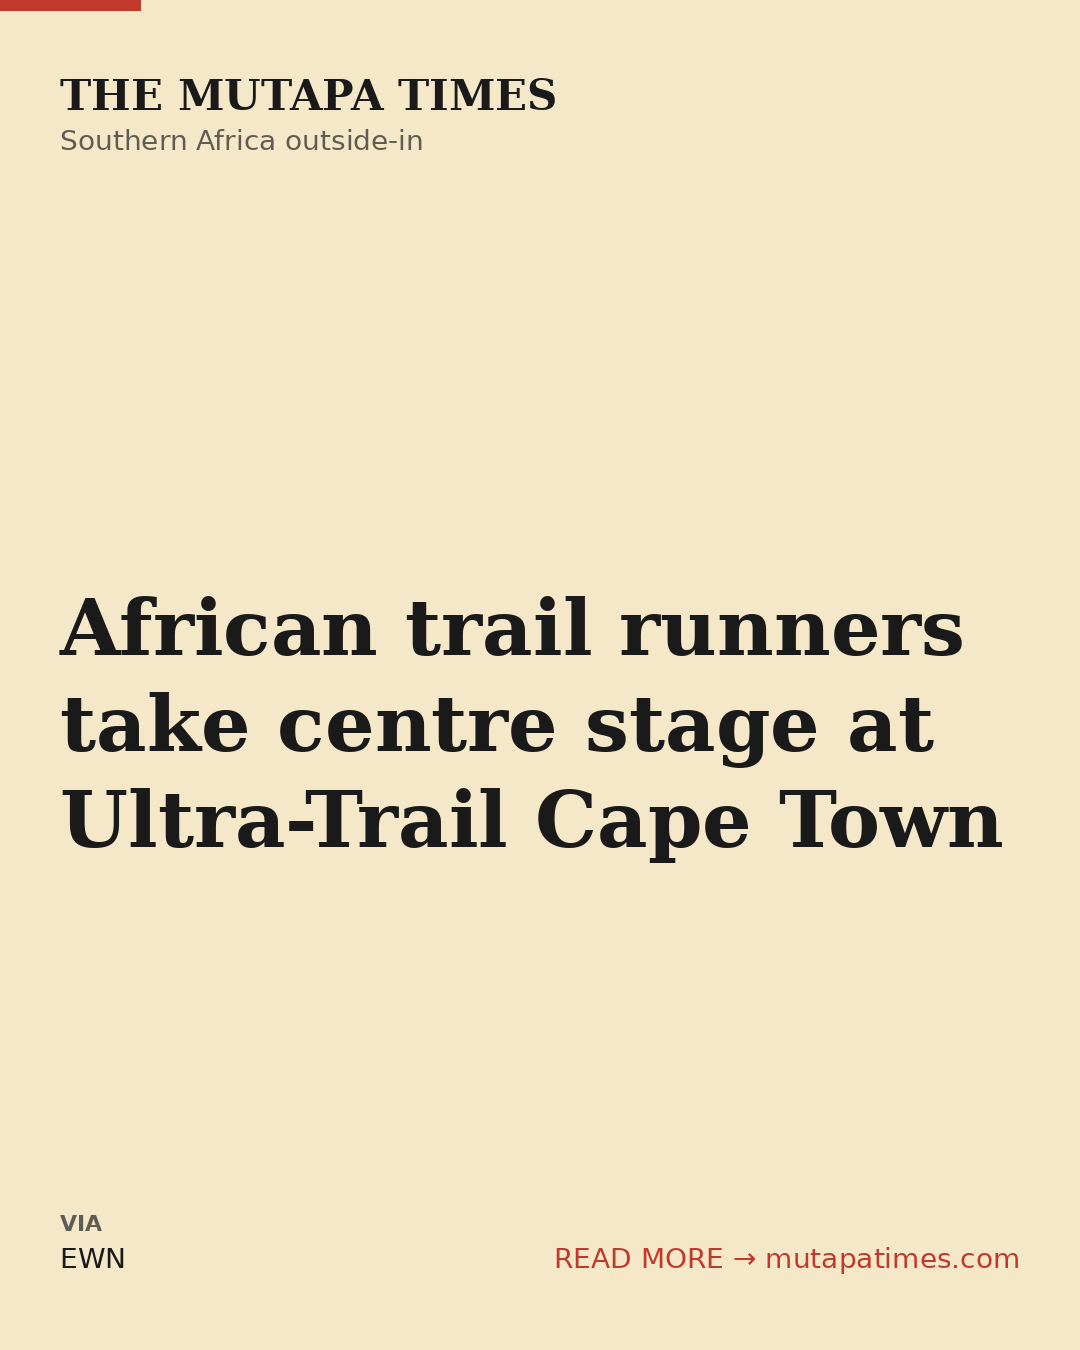 THE MUTAPA TIMES
Southern Africa outside-in
African trail runners
take centre stage at
Ultra-Trail Cape Town
VIA
EWN
READ MORE → mutapatimes.com